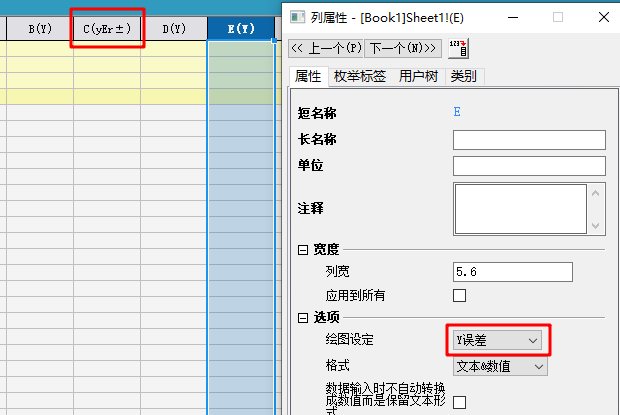 B(Y) C(yEr±) D(Y) E(Y)
列属性 - [Book1]Sheet1!(E)
<< 上一个(P) 下一个(N)>>
属性 枚举标签 用户树 类别
短名称 E
长名称
单位
注释
宽度
列宽 5.6
应用到所有
选项
绘图设定 Y误差
格式 文本&数值
数据输入时不自动转换
成数值而是保留文本形
式